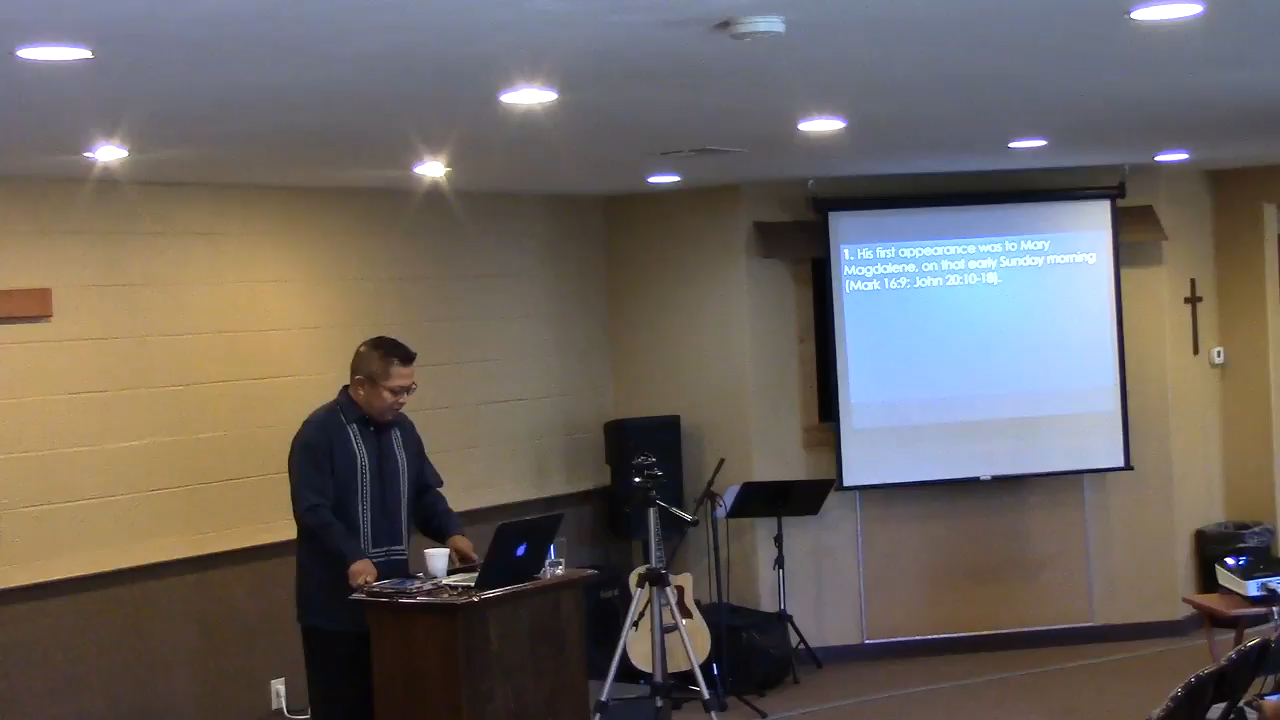 1. His first appearance was to Mary
Magdalene, on that early Sunday morning
(Mark 16:9; John 20:10-18).